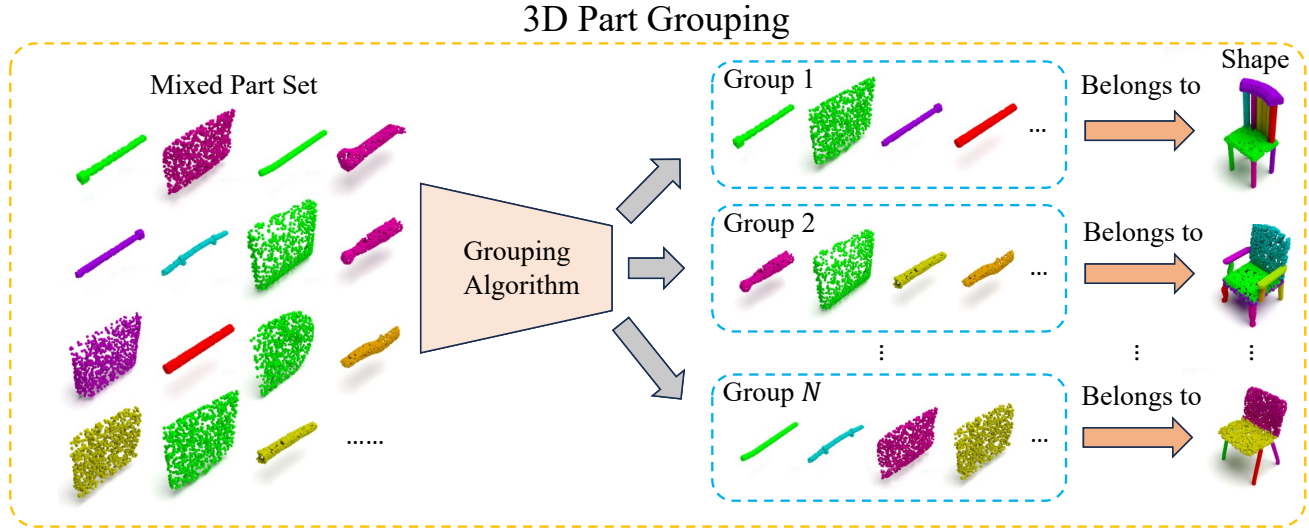 3D Part Grouping
Mixed Part Set
......
Grouping
Algorithm
Group 1
...
Belongs to
Shape
Group 2
...
Belongs to
Group N
...
Belongs to